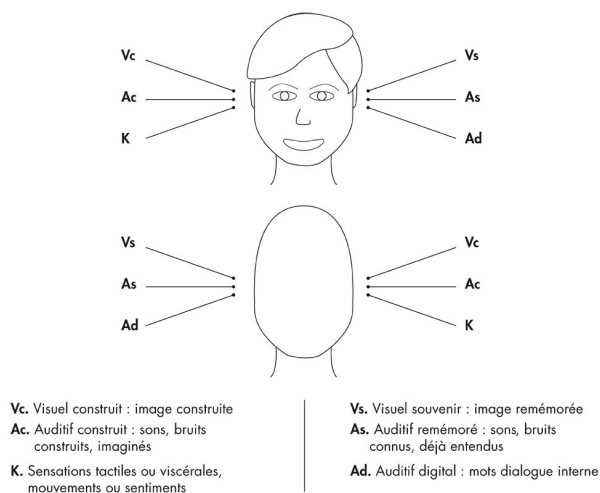 Vc
Vs
Ac
As
K
Ad
Vs
Vc
As
Ac
Ad
K
Vc. Visuel construit : image construite
Ac. Auditif construit : sons, bruits
construits, imaginés
K. Sensations tactiles ou viscérales,
mouvements ou sentiments
Vs. Visuel souvenir : image remémorée
As. Auditif remémoré : sons, bruits
connus, déjà entendus
Ad. Auditif digital : mots dialogue interne